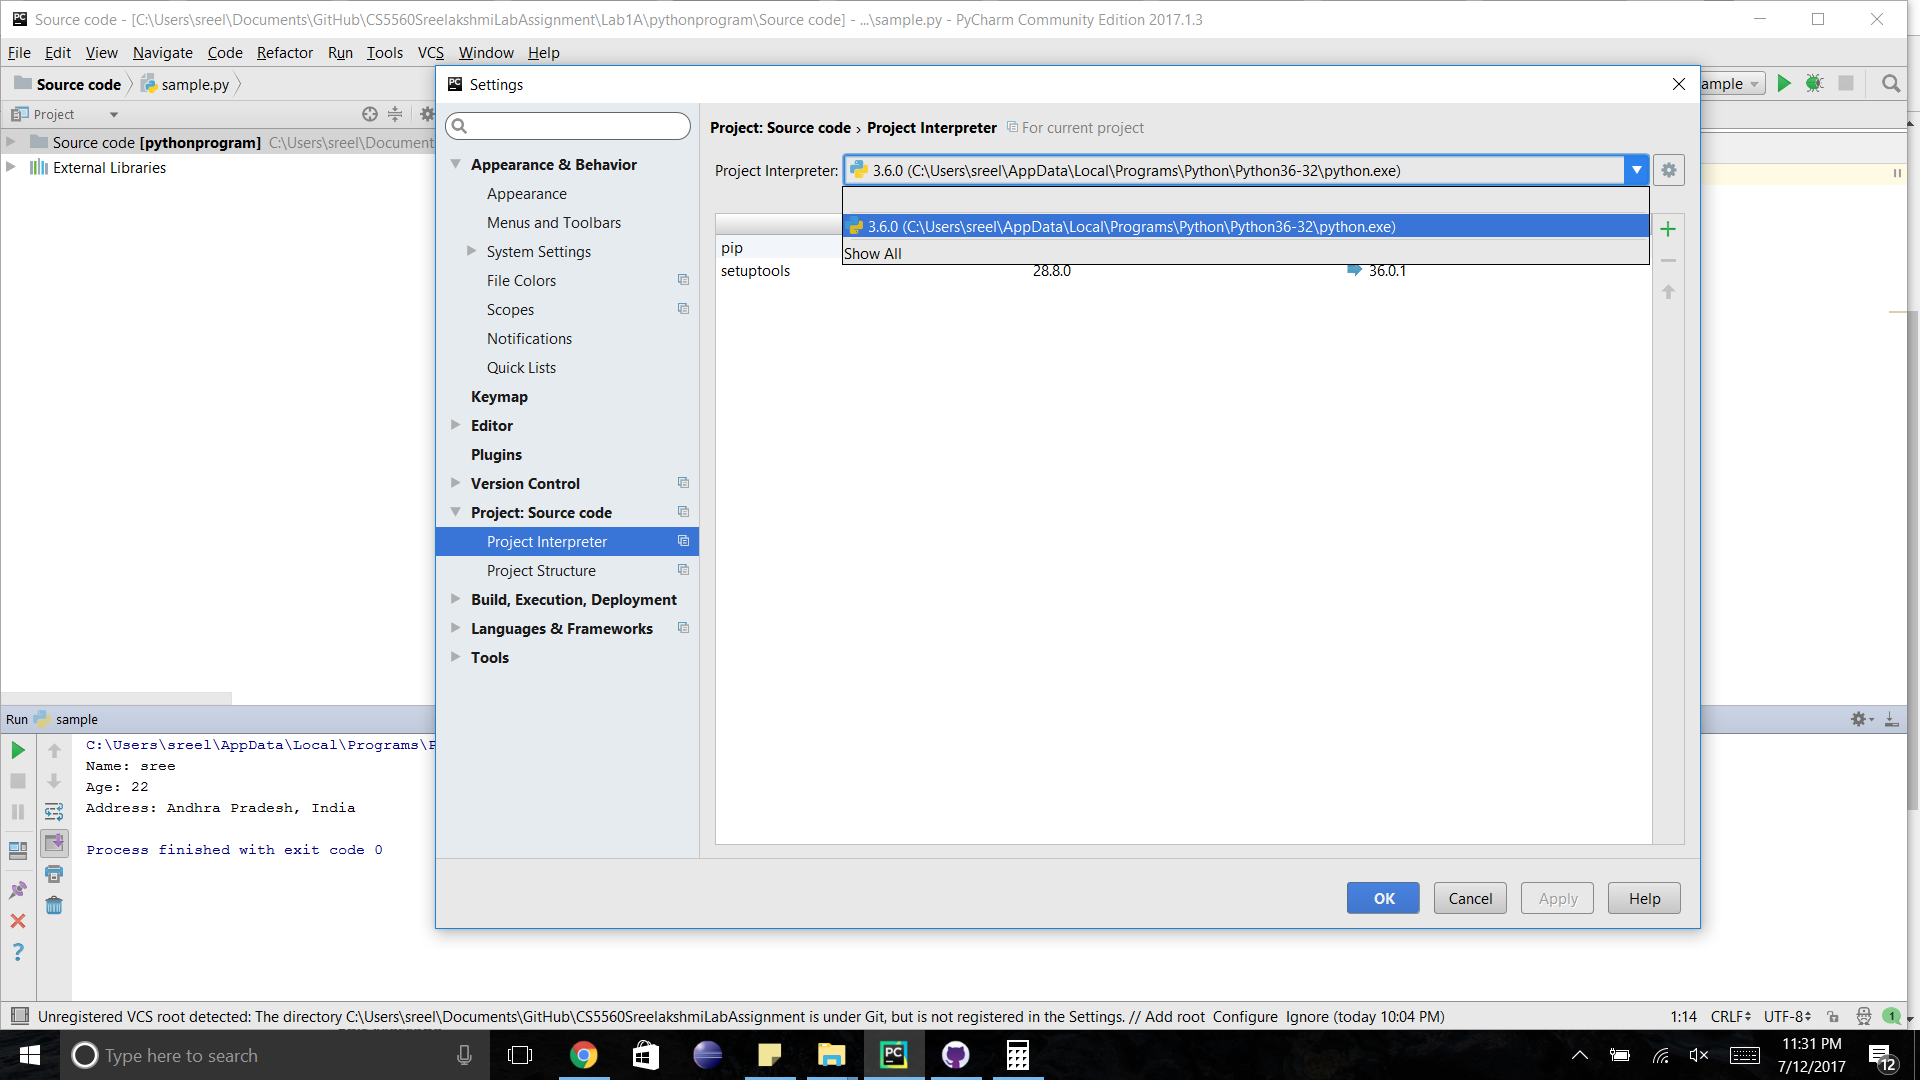 Source code - [C:\Users\sreel\Documents\GitHub\CS5560SreelakshmiLabAssignment\Lab1A\pythonprogram\Source code] - ...\sample.py - PyCharm Community Edition 2017.1.3
File Edit View Navigate Code Refactor Run Tools VCS Window Help
Source code sample.py
ample
Project
Source code [pythonprogram] C:\Users\sreel\Document
External Libraries
Settings
Appearance & Behavior
Appearance
Menus and Toolbars
System Settings
File Colors
Scopes
Notifications
Quick Lists
Keymap
Editor
Plugins
Version Control
Project: Source code
Project Interpreter
Project Structure
Build, Execution, Deployment
Languages & Frameworks
Tools
Project: Source code › Project Interpreter For current project
Project Interpreter: 3.6.0 (C:\Users\sreel\AppData\Local\Programs\Python\Python36-32\python.exe)
3.6.0 (C:\Users\sreel\AppData\Local\Programs\Python\Python36-32\python.exe)
Show All
pip
setuptools 28.8.0 36.0.1
OK Cancel Apply Help
Run sample
C:\Users\sreel\AppData\Local\Programs\P
Name: sree
Age: 22
Address: Andhra Pradesh, India
Process finished with exit code 0
Unregistered VCS root detected: The directory C:\Users\sreel\Documents\GitHub\CS5560SreelakshmiLabAssignment is under Git, but is not registered in the Settings. // Add root Configure Ignore (today 10:04 PM)
1:14 CRLF UTF-8 1
Type here to search
PC
11:31 PM
7/12/2017
12